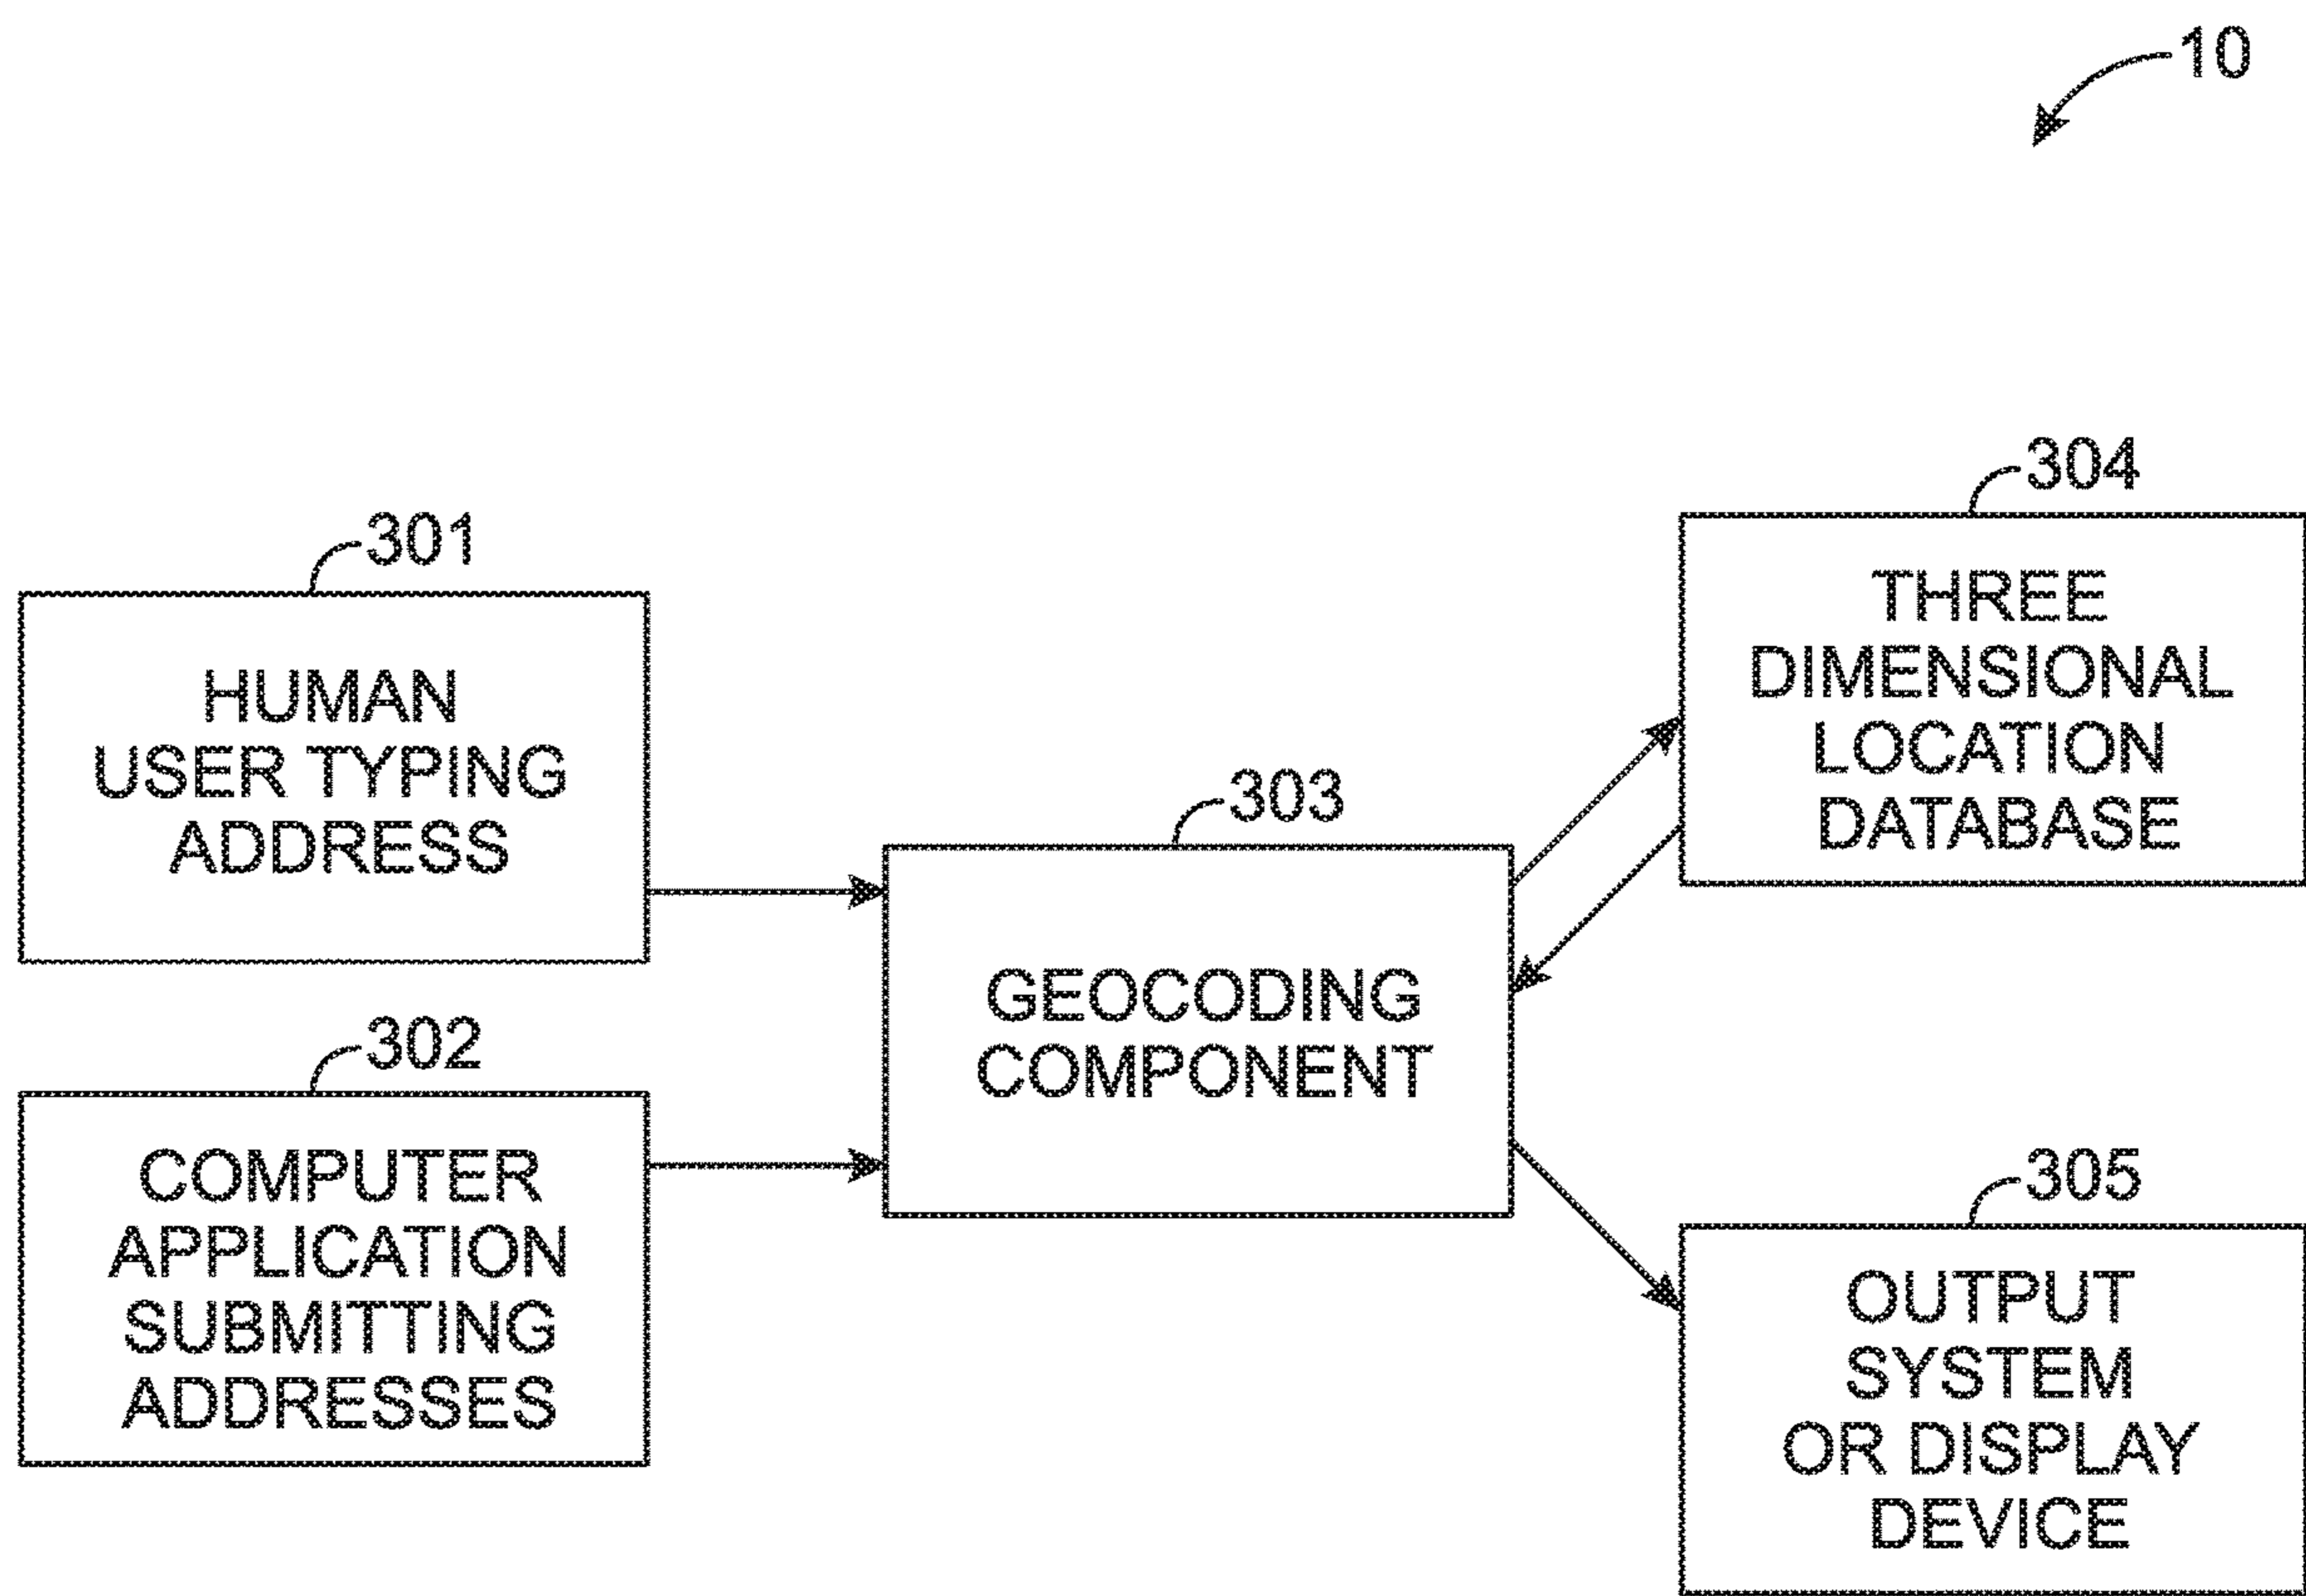 10
301
HUMAN
USER TYPING
ADDRESS
302
COMPUTER
APPLICATION
SUBMITTING
ADDRESSES
303
GEOCODING
COMPONENT
304
THREE
DIMENSIONAL
LOCATION
DATABASE
305
OUTPUT
SYSTEM
OR DISPLAY
DEVICE